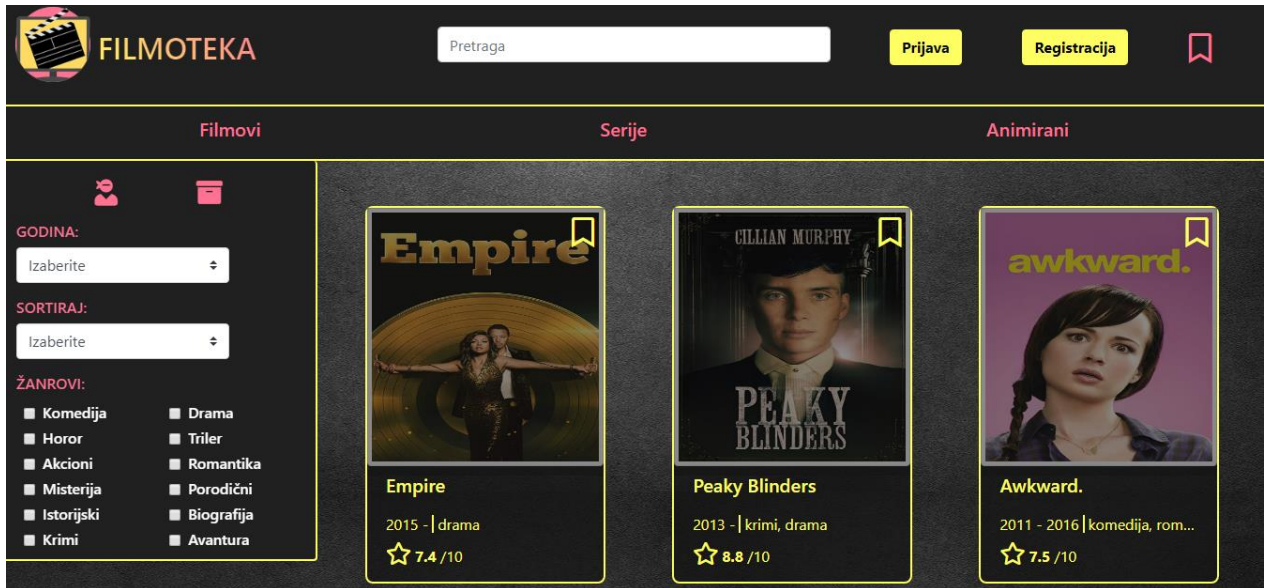 FILMOTEKA
Pretraga
Prijava
Registracija
Filmovi
Serije
Animirani
GODINA:
Izaberite
SORTIRAJ:
Izaberite
ŽANROVI:
Komedija
Drama
Horor
Triler
Akcioni
Romantika
Misterija
Porodični
Istorijski
Biografija
Krimi
Avantura
Empire
Empire
2015 - drama
7.4 /10
CILLIAN MURPHY
PEAKY
BLINDERS
Peaky Blinders
2013 - krimi, drama
8.8 /10
awkward.
Awkward.
2011 - 2016 komedija, rom...
7.5 /10